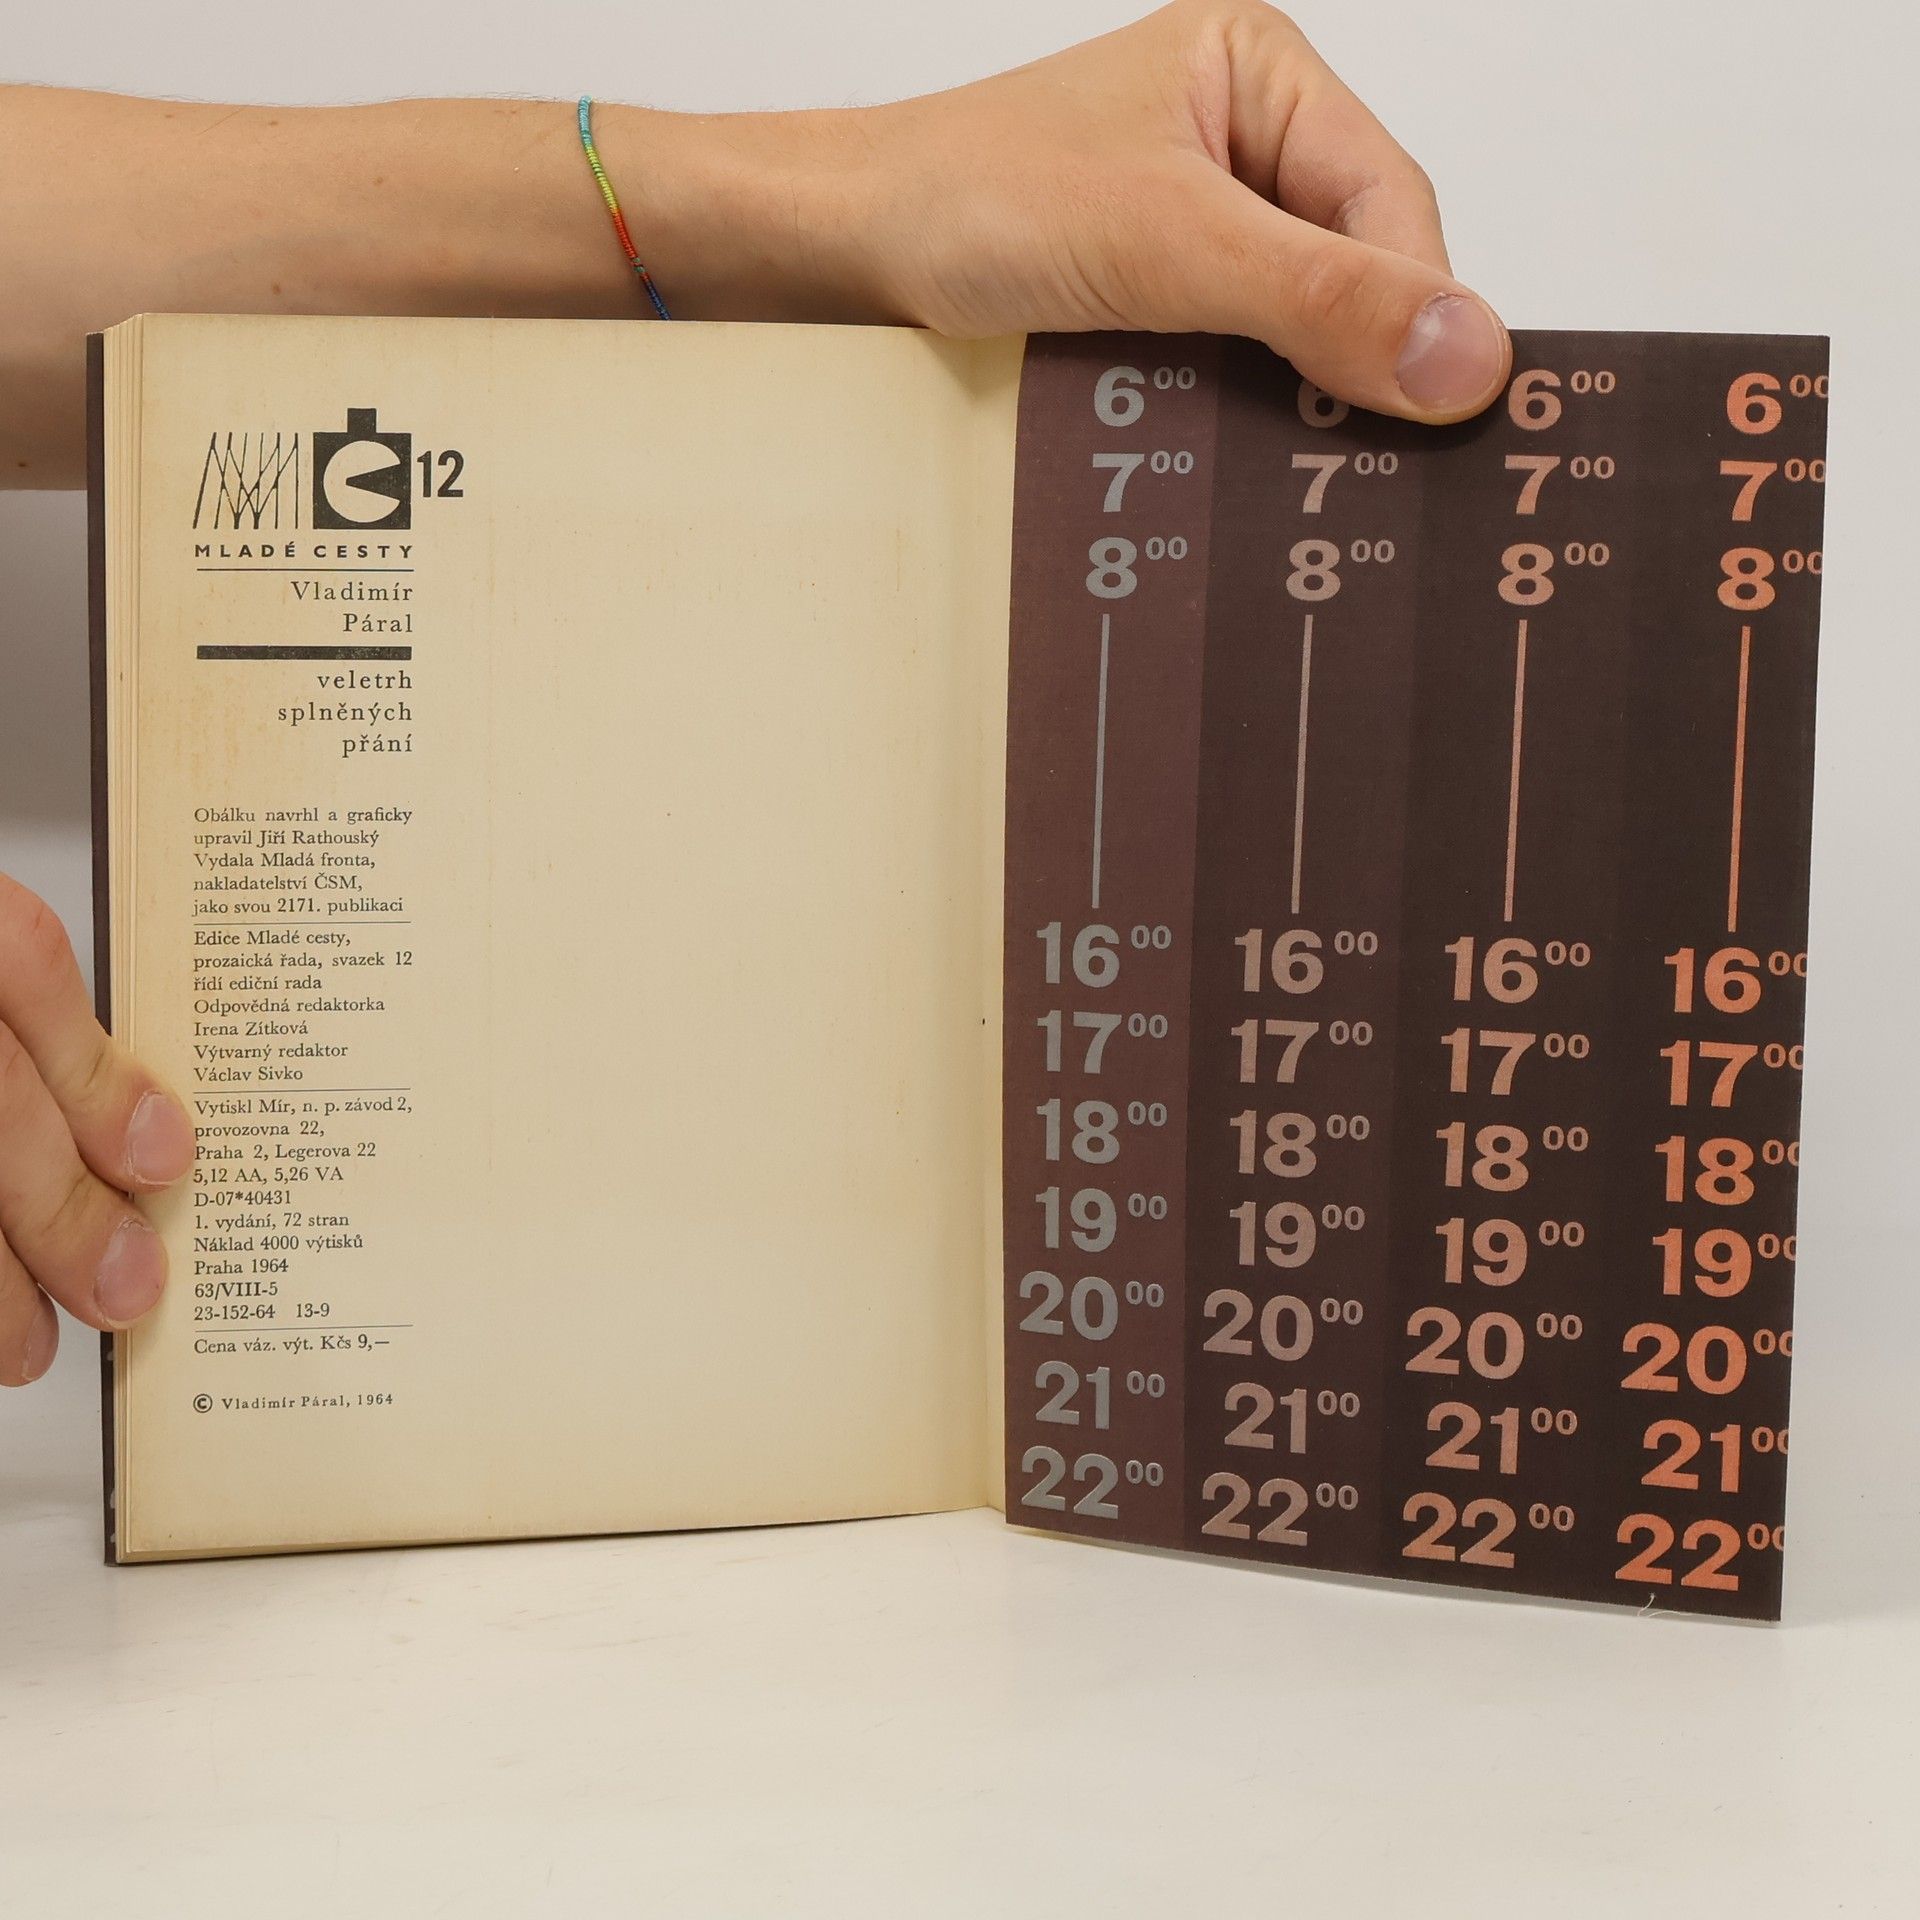 12
MLADÉ CESTY
Vladimír
Páral
veletrh
splněných
přání
Obálku navrhl a graficky
upravil Jiří Rathouský
Vydala Mladá fronta,
nakladatelství ČSM,
jako svou 2171. publikaci
Edice Mladé cesty,
prozaická řada, svazek 12
řídí ediční rada
Odpovědná redaktorka
Irena Zítková
Výtvarný redaktor
Václav Sivko
Vytiskl Mír, n. p. závod 2,
provozovna 22,
Praha 2, Legerova 22
5,12 AA, 5,26 VA
D-07*40431
1. vydání, 72 stran
Náklad 4000 výtisků
Praha 1964
63/VIII-5
23-152-64 13-9
Cena váz. výt. Kčs 9,—
© Vladimír Páral, 1964
6⁰⁰ 6 6⁰⁰ 6⁰⁰
7⁰⁰ 7⁰⁰ 7⁰⁰ 7⁰⁰
8⁰⁰ 8⁰⁰ 8⁰⁰ 8⁰⁰
16⁰⁰ 16⁰⁰ 16⁰⁰ 16⁰⁰
17⁰⁰ 17⁰⁰ 17⁰⁰ 17⁰⁰
18⁰⁰ 18⁰⁰ 18⁰⁰ 18⁰⁰
19⁰⁰ 19⁰⁰ 19⁰⁰ 19⁰⁰
20⁰⁰ 20⁰⁰ 20⁰⁰ 20⁰⁰
21⁰⁰ 21⁰⁰ 21⁰⁰ 21⁰⁰
22⁰⁰ 22⁰⁰ 22⁰⁰ 22⁰⁰